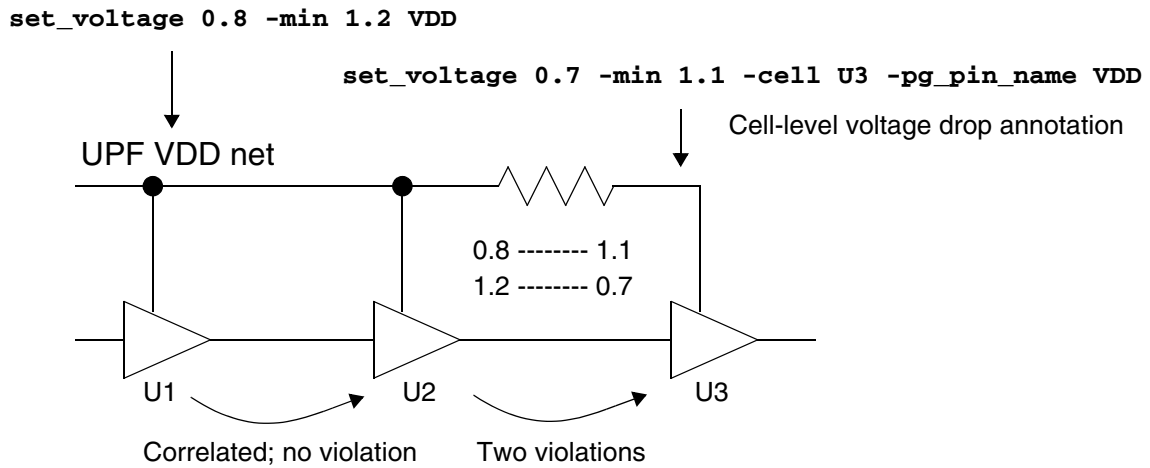 set_voltage 0.8 -min 1.2 VDD
set_voltage 0.7 -min 1.1 -cell U3 -pg_pin_name VDD
Cell-level voltage drop annotation
UPF VDD net
0.8 -------- 1.1
1.2 -------- 0.7
U1
U2
U3
Correlated; no violation
Two violations